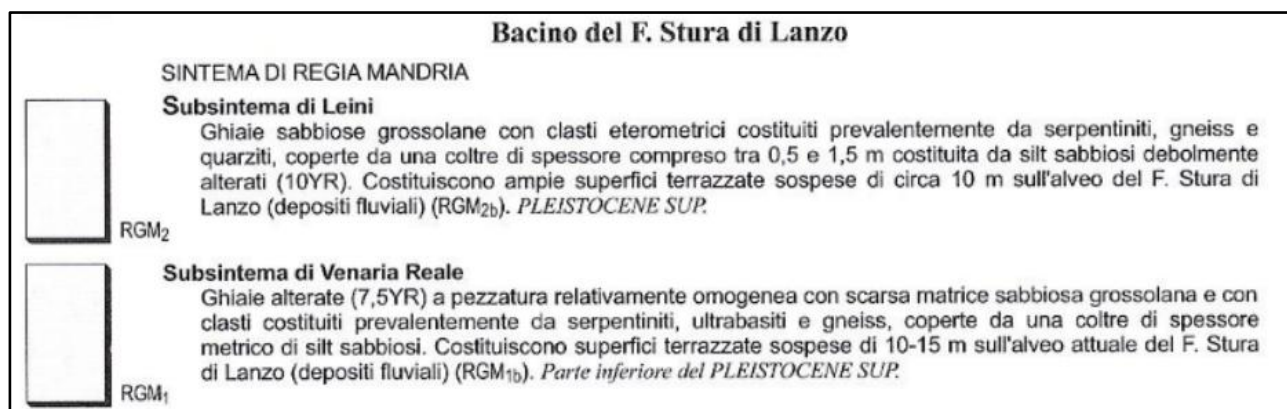 Bacino del F. Stura di Lanzo
SINTEMA DI REGIA MANDRIA
Subsintema di Leini
Ghiaie sabbiose grossolane con clasti eterometrici costituiti prevalentemente da serpentiniti, gneiss e
quarziti, coperte da una coltre di spessore compreso tra 0,5 e 1,5 m costituita da silt sabbiosi debolmente
alterati (10YR). Costituiscono ampie superfici terrazzate sospese di circa 10 m sull'alveo del F. Stura di
Lanzo (depositi fluviali) (RGM2b). PLEISTOCENE SUP.
RGM2
Subsintema di Venaria Reale
Ghiaie alterate (7,5YR) a pezzatura relativamente omogenea con scarsa matrice sabbiosa grossolana e con
clasti costituiti prevalentemente da serpentiniti, ultrabasiti e gneiss, coperte da una coltre di spessore
metrico di silt sabbiosi. Costituiscono superfici terrazzate sospese di 10-15 m sull'alveo attuale del F. Stura
di Lanzo (depositi fluviali) (RGM1b). Parte inferiore del PLEISTOCENE SUP.
RGM1